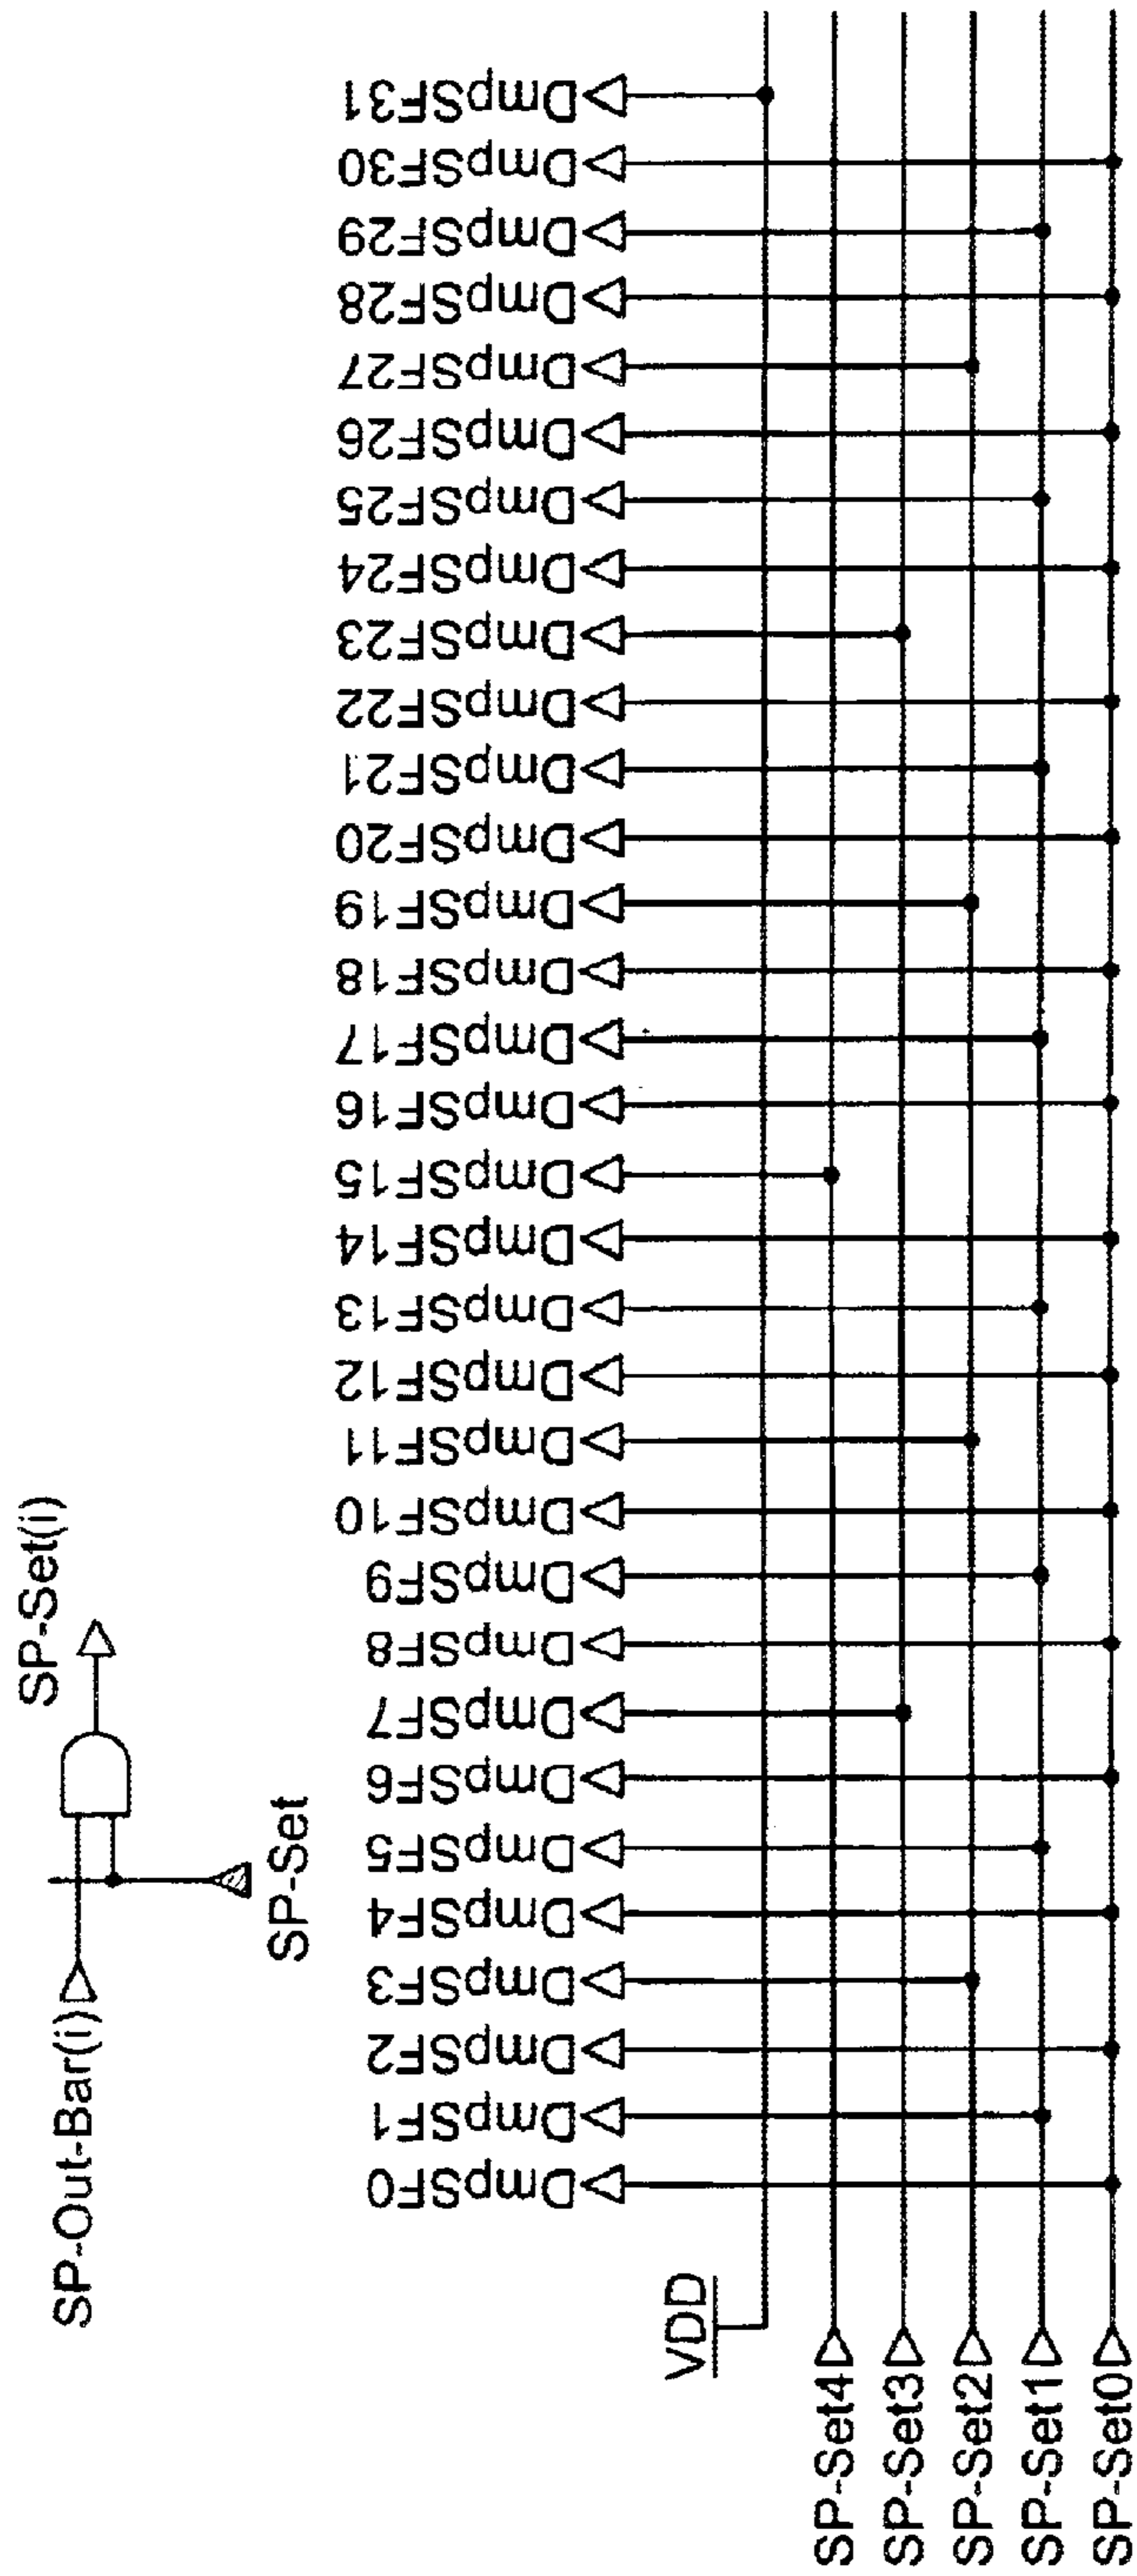 SP-Out-Bar(i)
SP-Set(i)
SP-Set
DmpSF0
DmpSF1
DmpSF2
DmpSF3
DmpSF4
DmpSF5
DmpSF6
DmpSF7
DmpSF8
DmpSF9
DmpSF10
DmpSF11
DmpSF12
DmpSF13
DmpSF14
DmpSF15
DmpSF16
DmpSF17
DmpSF18
DmpSF19
DmpSF20
DmpSF21
DmpSF22
DmpSF23
DmpSF24
DmpSF25
DmpSF26
DmpSF27
DmpSF28
DmpSF29
DmpSF30
DmpSF31
VDD
SP-Set4
SP-Set3
SP-Set2
SP-Set1
SP-Set0